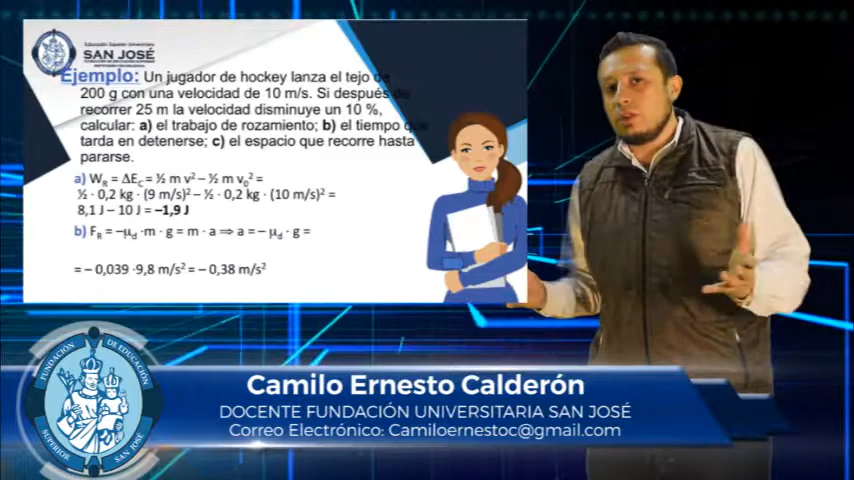 Educación Superior Universitaria
SAN JOSÉ
Ejemplo: Un jugador de hockey lanza el tejo de
200 g con una velocidad de 10 m/s. Si después de
recorrer 25 m la velocidad disminuye un 10 %,
calcular: a) el trabajo de rozamiento; b) el tiempo que
tarda en detenerse; c) el espacio que recorre hasta
pararse.
a) W_R = ΔE_C = ½ m v² – ½ m v₀² =
½ · 0,2 kg · (9 m/s)² – ½ · 0,2 kg · (10 m/s)² =
8,1 J – 10 J = –1,9 J
b) F_R = –μ_d ·m · g = m · a ⇒ a = – μ_d · g =
= – 0,039 ·9,8 m/s² = – 0,38 m/s²
FUNDACIÓN DE EDUCACIÓN
SUPERIOR SAN JOSÉ
Camilo Ernesto Calderón
DOCENTE FUNDACIÓN UNIVERSITARIA SAN JOSÉ
Correo Electrónico: Camiloernestoc@gmail.com